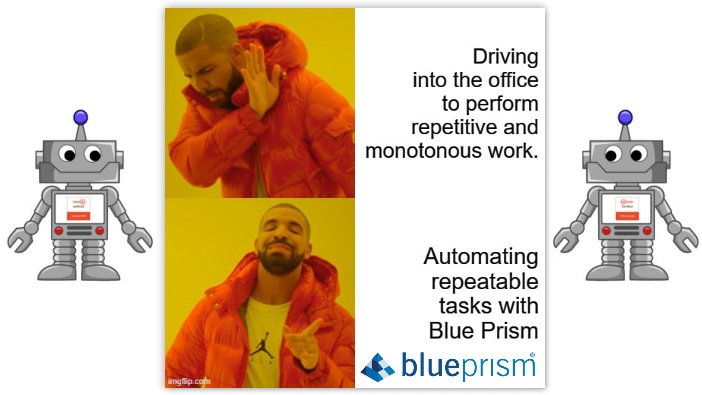 Driving
into the office
to perform
repetitive and
monotonous work.
Automating
repeatable
tasks with
Blue Prism
blueprism®
imgflip.com